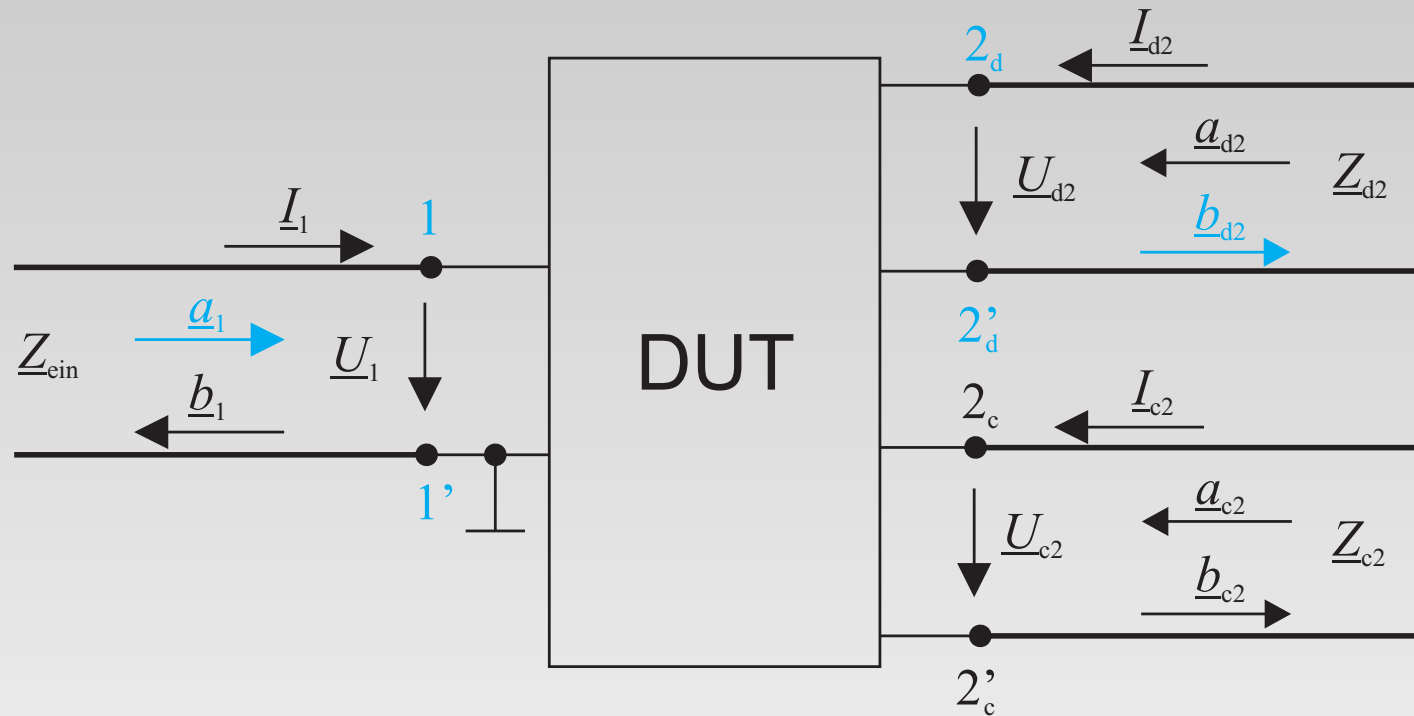 I1
1
a1
Zein
U1
b1
1’
DUT
2d
Id2
ad2
Ud2
Zd2
bd2
2’d
2c
Ic2
ac2
Uc2
Zc2
bc2
2’c